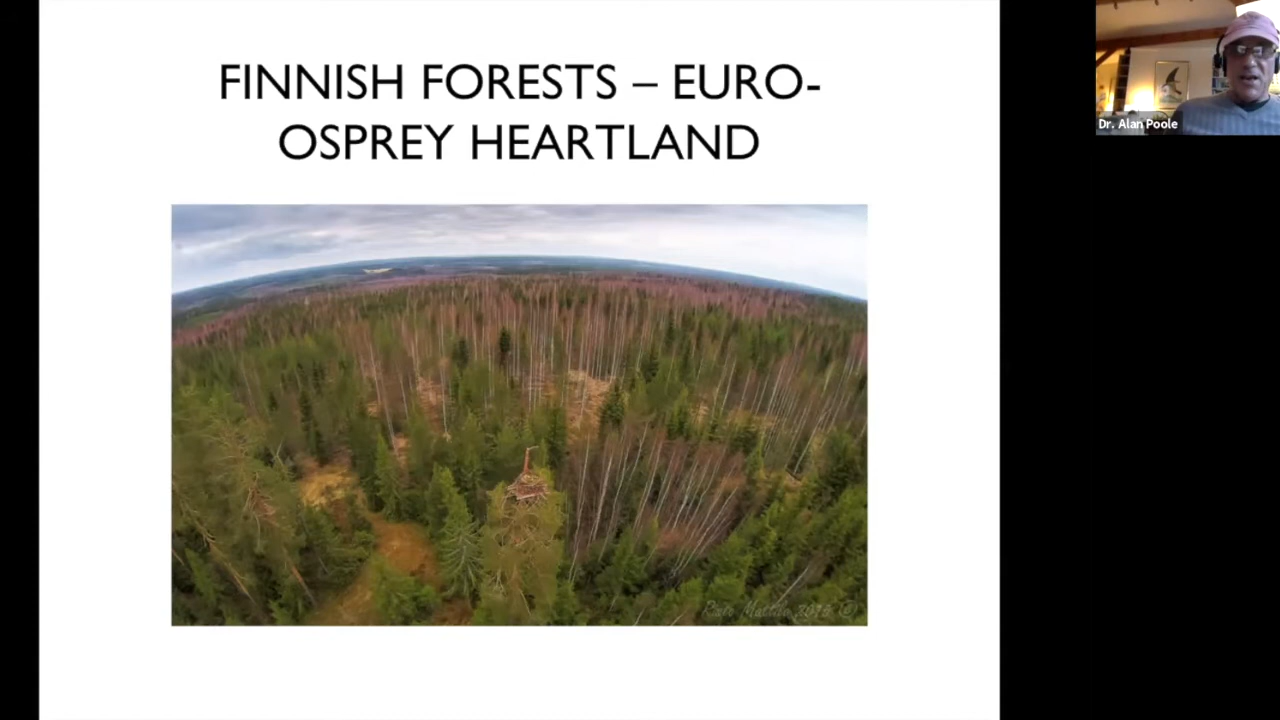 FINNISH FORESTS – EURO-
OSPREY HEARTLAND
Dr. Alan Poole